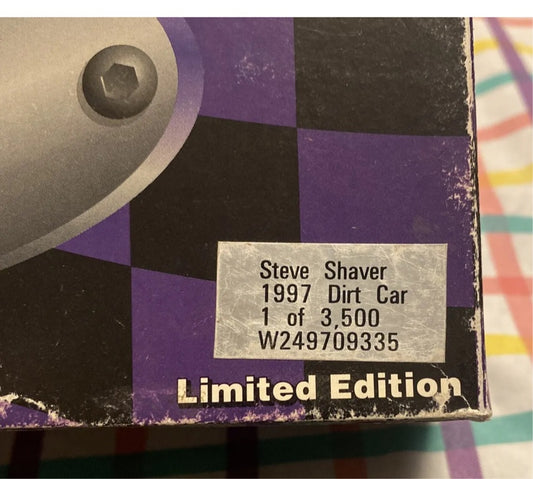 Steve Shaver
1997 Dirt Car
1 of 3,500
W249709335
Limited Edition